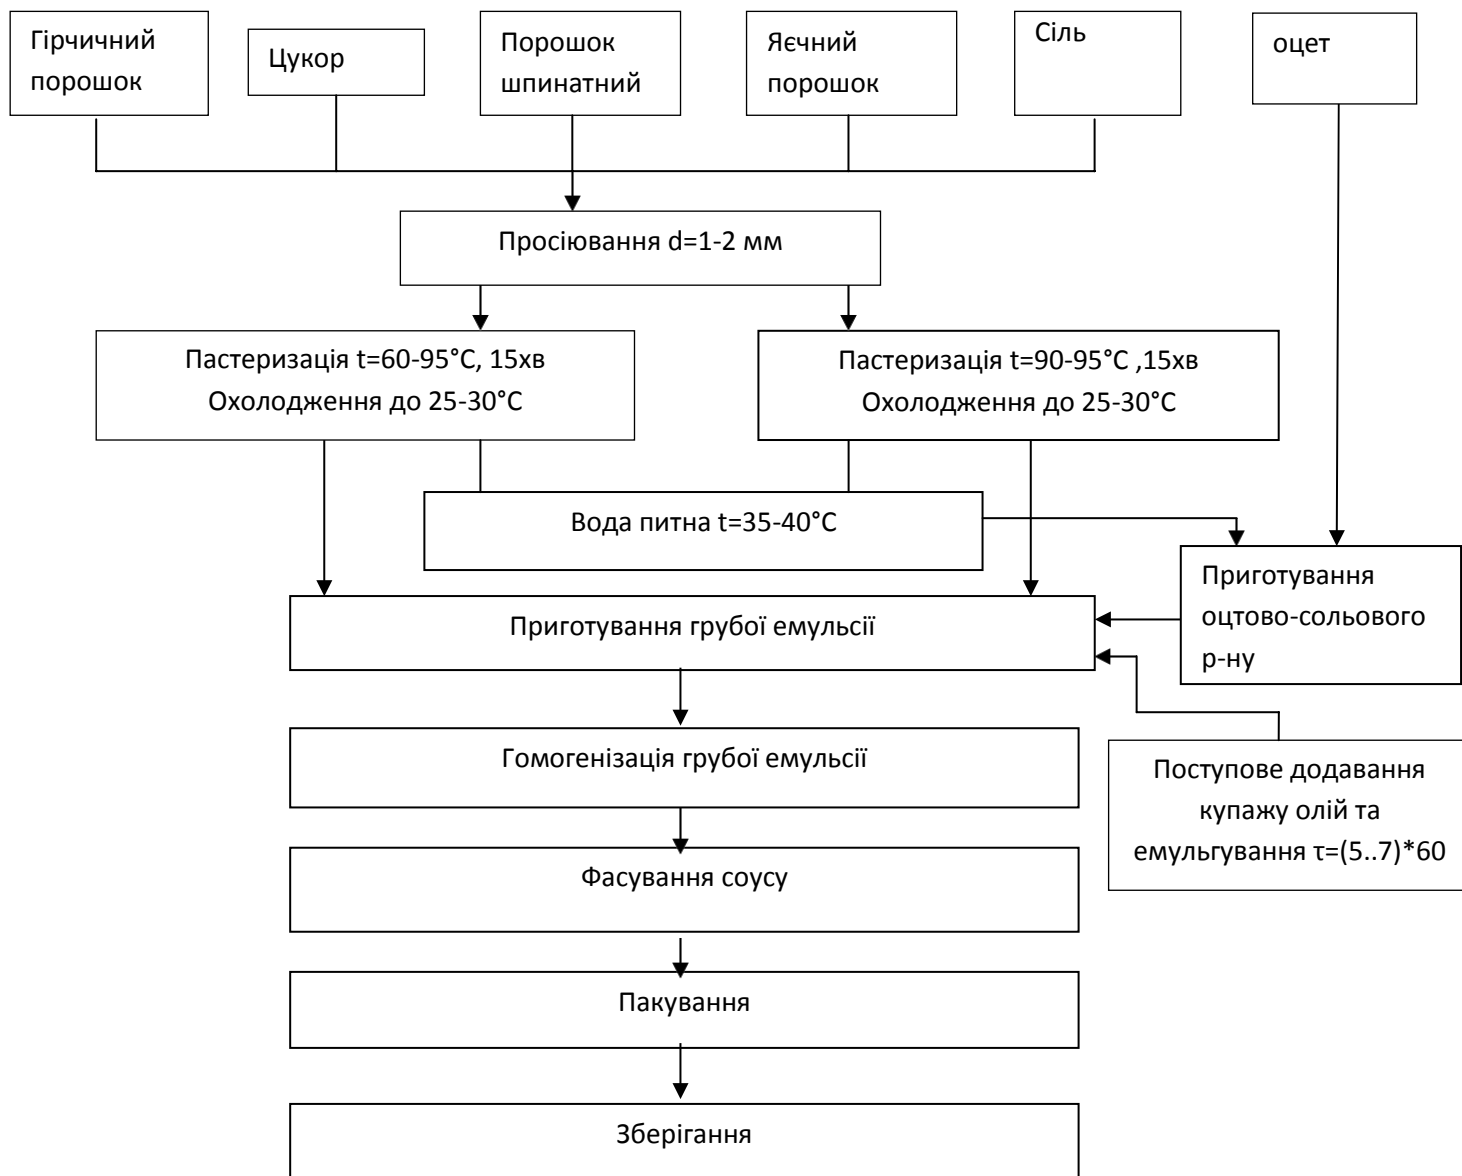 Гірчичний
порошок
Цукор
Порошок
шпинатний
Яєчний
порошок
Сіль
оцет
Просіювання d=1-2 мм
Пастеризація t=60-95°С, 15хв
Охолодження до 25-30°С
Пастеризація t=90-95°С ,15хв
Охолодження до 25-30°С
Вода питна t=35-40°С
Приготування
оцтово-сольового
р-ну
Приготування грубої емульсії
Гомогенізація грубої емульсії
Поступове додавання
купажу олій та
емульгування τ=(5..7)*60
Фасування соусу
Пакування
Зберігання